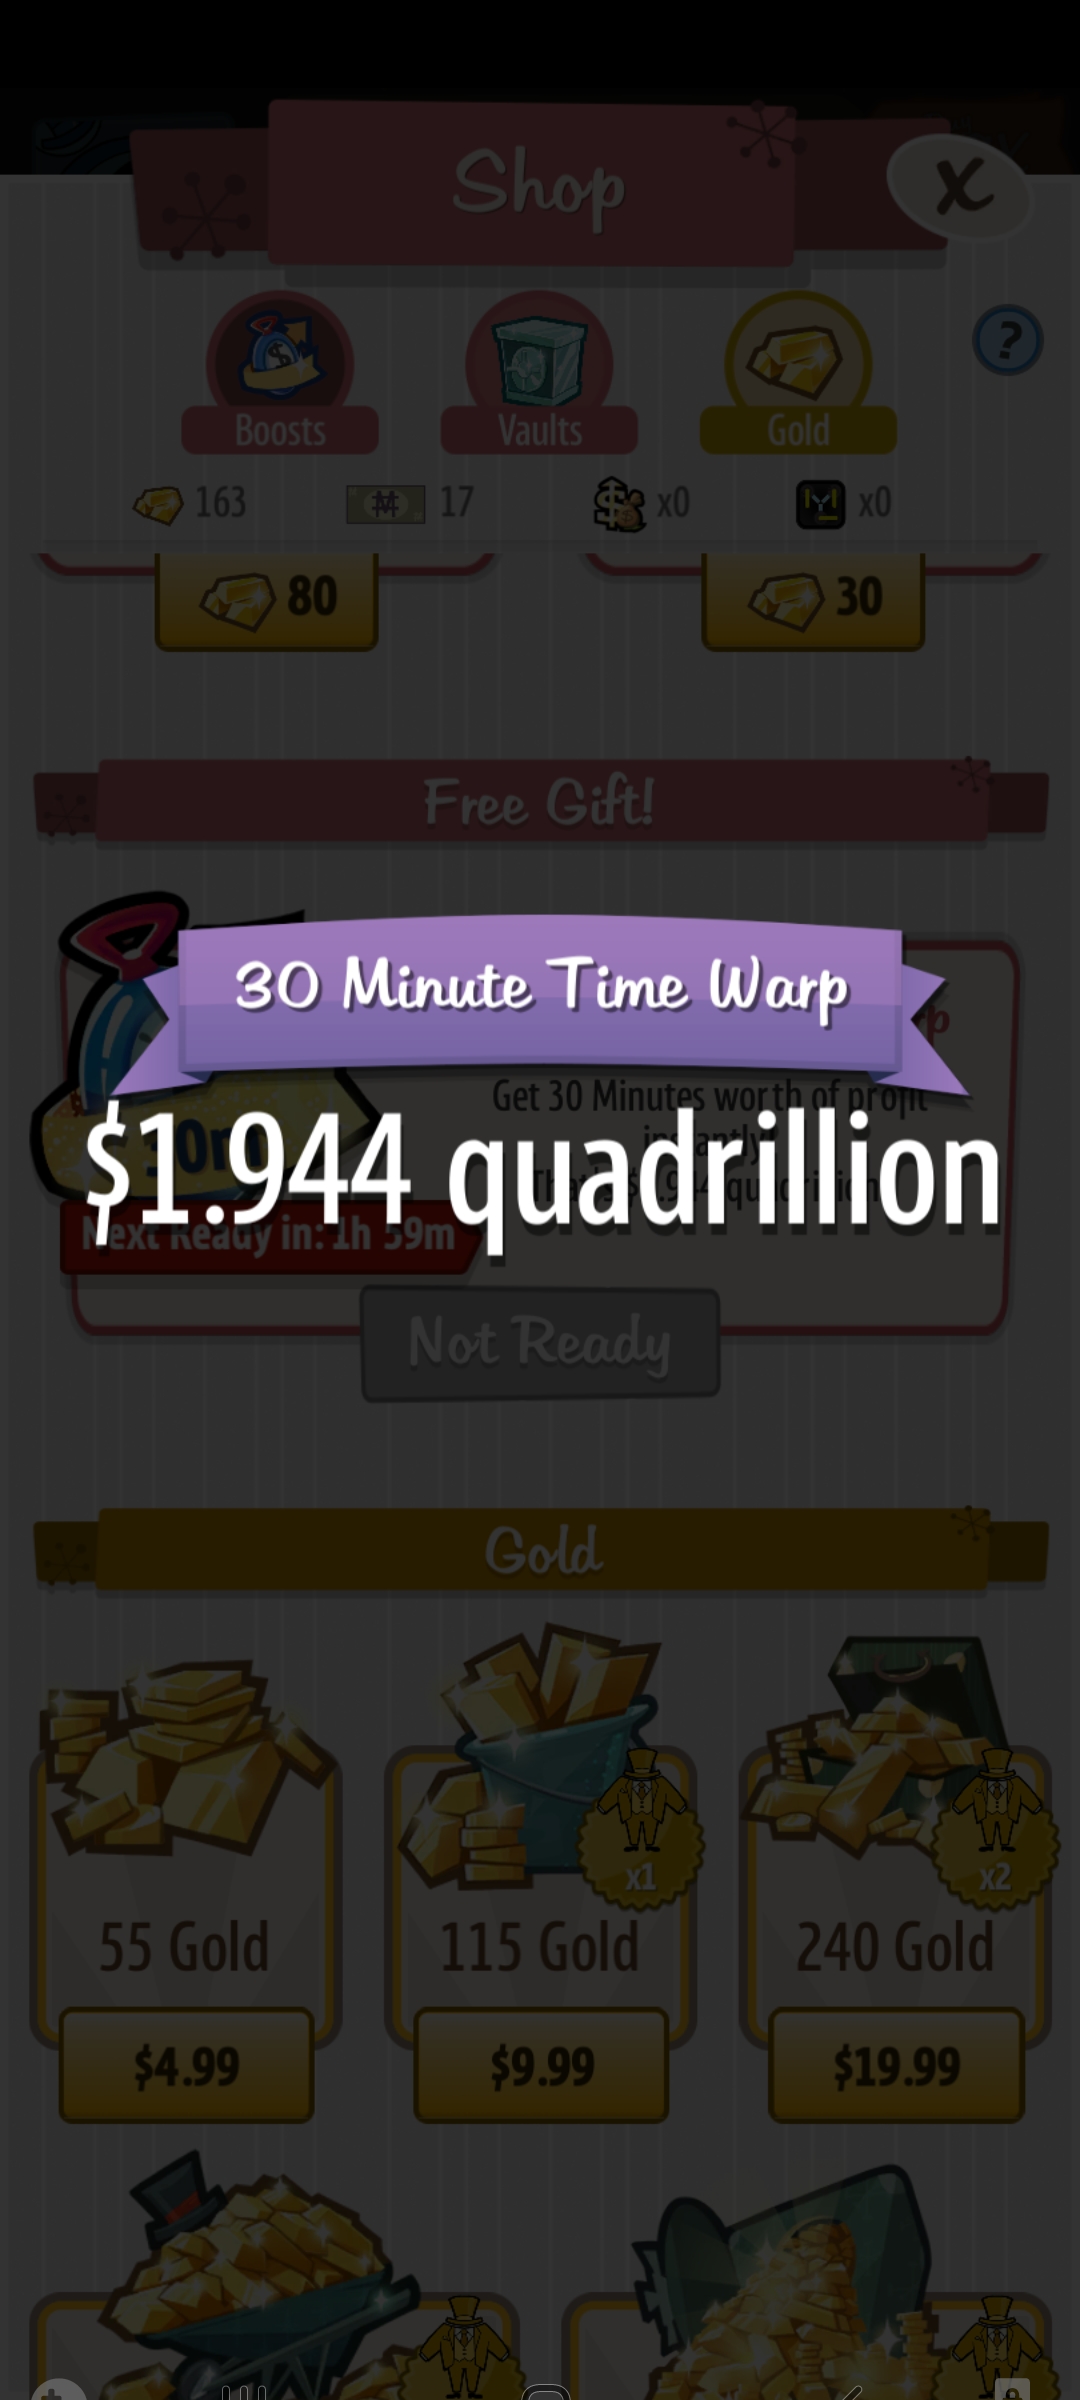 Shop
X
?
Boosts
Vaults
Gold
163
17
x0
x0
80
30
Free Gift!
30 Minute Time Warp
Get 30 Minutes worth of profit
instantly!
$1.944 quadrillion
Next Ready in: 1h 59m
Not Ready
Gold
x1
x2
55 Gold
115 Gold
240 Gold
$4.99
$9.99
$19.99